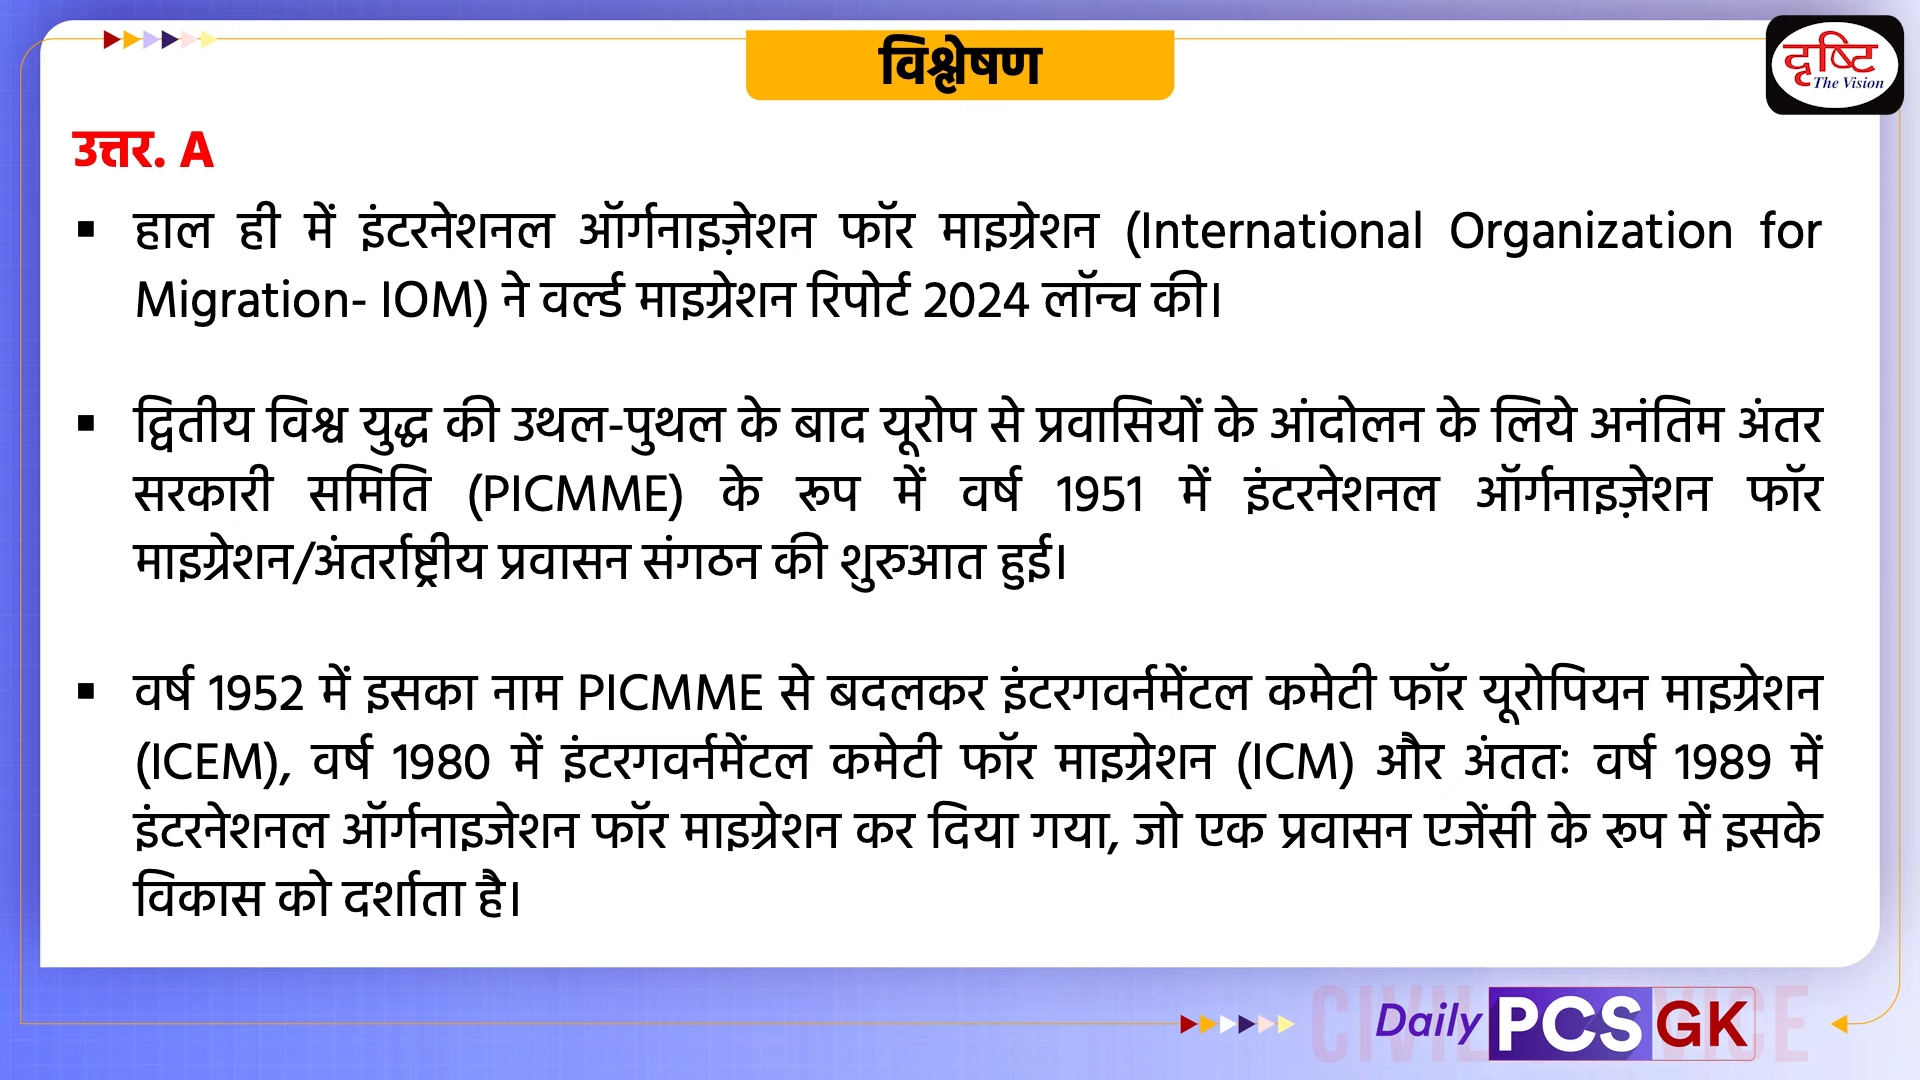 विश्लेषण
दृष्टि
The Vision
उत्तर. A
▪ हाल ही में इंटरनेशनल ऑर्गनाइज़ेशन फॉर माइग्रेशन (International Organization for
Migration- IOM) ने वर्ल्ड माइग्रेशन रिपोर्ट 2024 लॉन्च की।
▪ द्वितीय विश्व युद्ध की उथल-पुथल के बाद यूरोप से प्रवासियों के आंदोलन के लिये अनंतिम अंतर
सरकारी समिति (PICMME) के रूप में वर्ष 1951 में इंटरनेशनल ऑर्गनाइज़ेशन फॉर
माइग्रेशन/अंतर्राष्ट्रीय प्रवासन संगठन की शुरुआत हुई।
▪ वर्ष 1952 में इसका नाम PICMME से बदलकर इंटरगवर्नमेंटल कमेटी फॉर यूरोपियन माइग्रेशन
(ICEM), वर्ष 1980 में इंटरगवर्नमेंटल कमेटी फॉर माइग्रेशन (ICM) और अंततः वर्ष 1989 में
इंटरनेशनल ऑर्गनाइजेशन फॉर माइग्रेशन कर दिया गया, जो एक प्रवासन एजेंसी के रूप में इसके
विकास को दर्शाता है।
Daily PCS GK